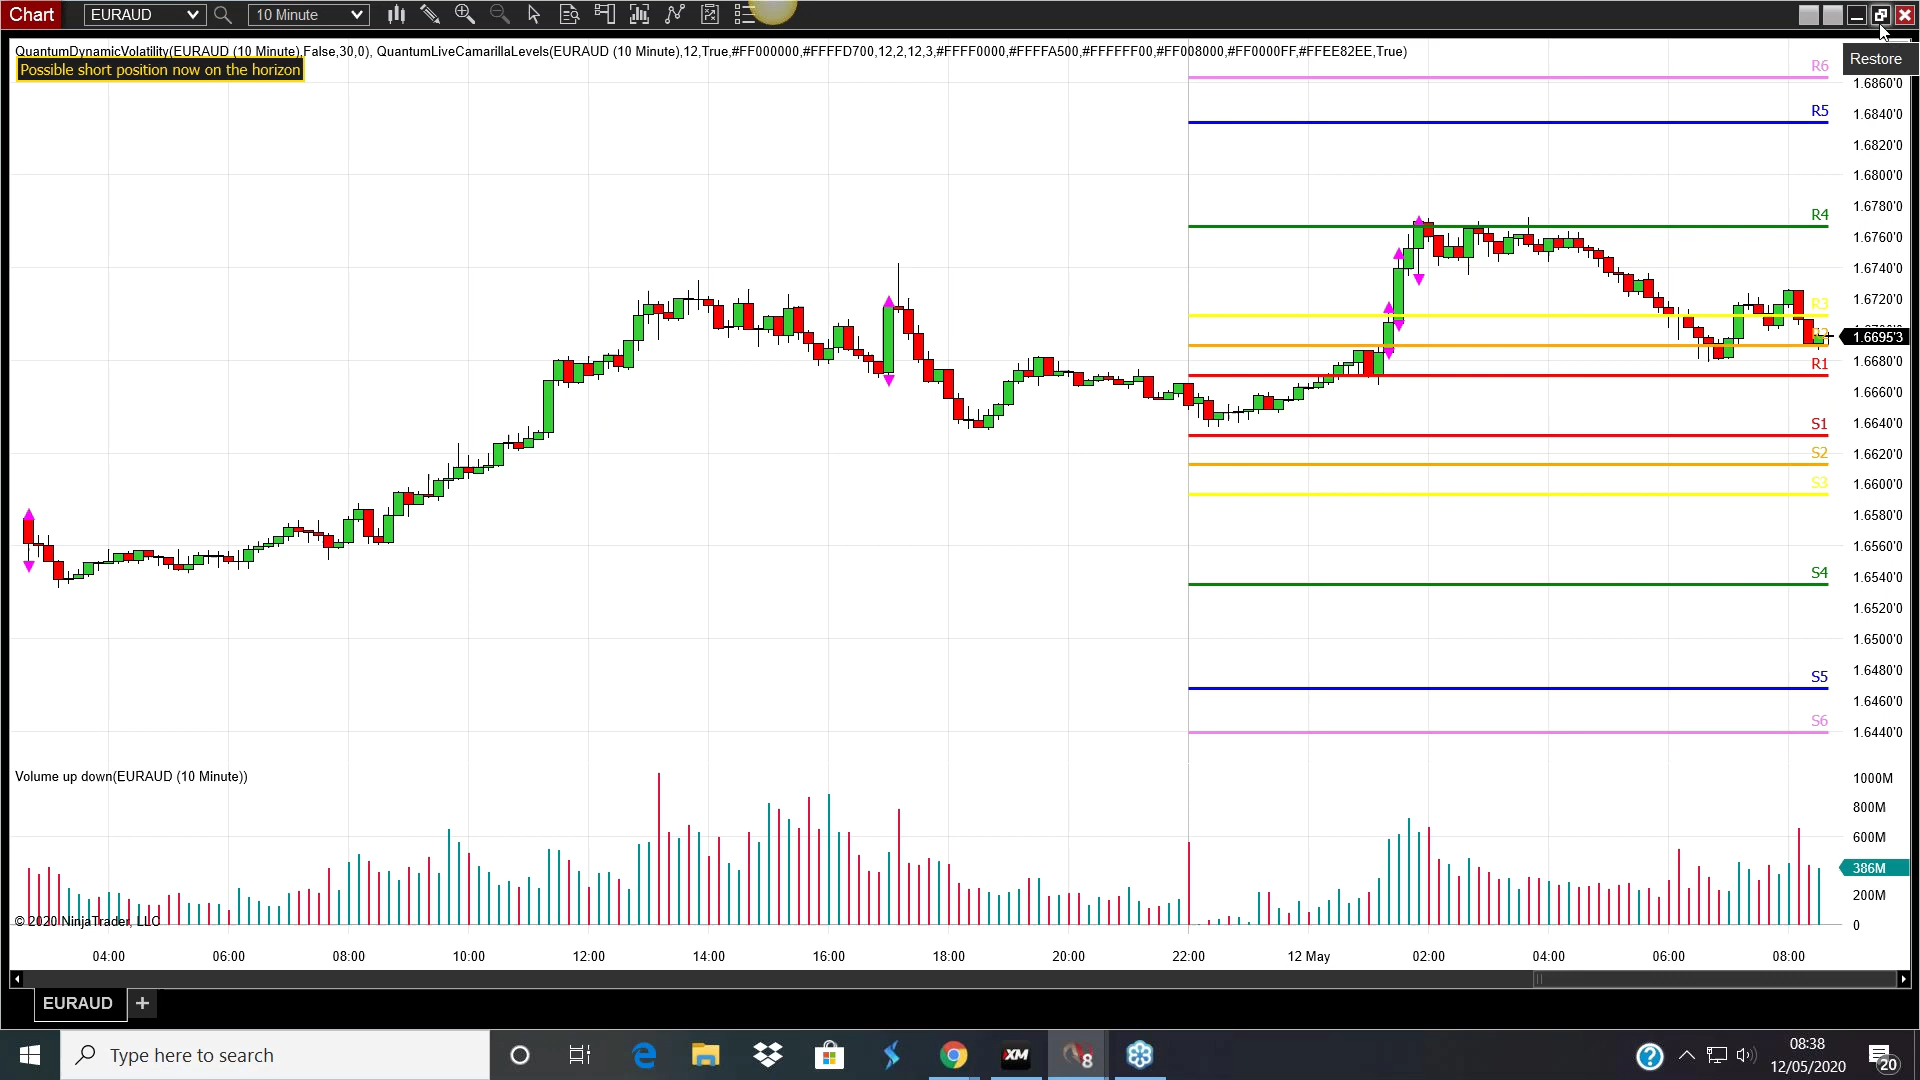 Chart EURAUD 10 Minute
QuantumDynamicVolatility(EURAUD (10 Minute),False,30,0), QuantumLiveCamarillaLevels(EURAUD (10 Minute),12,True,#FF000000,#FFFFD700,12,2,12,3,#FFFF0000,#FFFFA500,#FFFFFF00,#FF008000,#FF0000FF,#FFEE82EE,True)
Restore
Possible short position now on the horizon
R6
1.6860'0
R5
1.6840'0
1.6820'0
1.6800'0
R4
1.6780'0
1.6760'0
1.6740'0
R3
1.6720'0
1.6695'3
R1
1.6680'0
1.6660'0
S1
1.6640'0
S2
1.6620'0
S3
1.6600'0
1.6580'0
1.6560'0
S4
1.6540'0
1.6520'0
1.6500'0
S5
1.6480'0
1.6460'0
S6
1.6440'0
Volume up down(EURAUD (10 Minute))
1000M
800M
600M
386M
200M
0
© 2020 NinjaTrader, LLC
04:00 06:00 08:00 10:00 12:00 14:00 16:00 18:00 20:00 22:00 12 May 02:00 04:00 06:00 08:00
EURAUD +
Type here to search
XM
8
08:38
12/05/2020
20